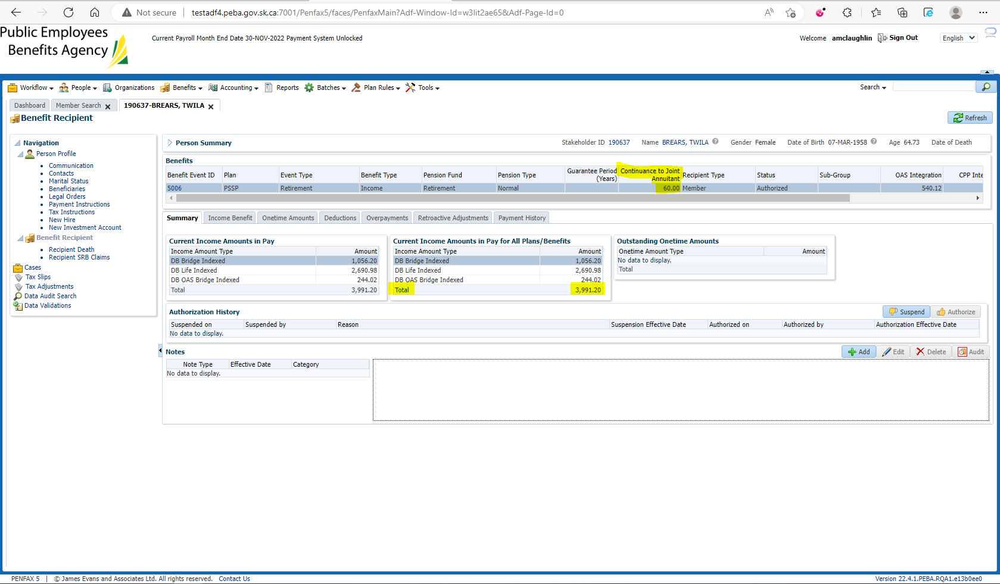 Not secure | testadf4.peba.gov.sk.ca:7001/Penfax5/faces/PenfaxMain?Adf-Window-Id=w3lit2ae65&Adf-Page-Id=0
Public Employees
Benefits Agency
Current Payroll Month End Date 30-NOV-2022 Payment System Unlocked
Welcome amclaughlin Sign Out English
Workflow People Organizations Benefits Accounting Reports Batches Plan Rules Tools Search
Dashboard Member Search 190637-BREARS, TWILA
Benefit Recipient Refresh
Navigation
Person Profile
Communication
Contacts
Marital Status
Beneficiaries
Legal Orders
Payment Instructions
Tax Instructions
New Hire
New Investment Account
Benefit Recipient
Recipient Death
Recipient SRB Claims
Cases
Tax Slips
Tax Adjustments
Data Audit Search
Data Validations
Person Summary Stakeholder ID 190637 Name BREARS, TWILA Gender Female Date of Birth 07-MAR-1958 Age 64.73 Date of Death
Benefits
Benefit Event ID Plan Event Type Benefit Type Pension Fund Pension Type Guarantee Period (Years) Continuance to Joint Annuitant Recipient Type Status Sub-Group OAS Integration CPP Inte
5006 PSSP Retirement Income Retirement Normal 60.00 Member Authorized 540.12
Summary Income Benefit Onetime Amounts Deductions Overpayments Retroactive Adjustments Payment History
Current Income Amounts in Pay
Income Amount Type Amount
DB Bridge Indexed 1,056.20
DB Life Indexed 2,690.98
DB OAS Bridge Indexed 244.02
Total 3,991.20
Current Income Amounts in Pay for All Plans/Benefits
Income Amount Type Amount
DB Bridge Indexed 1,056.20
DB Life Indexed 2,690.98
DB OAS Bridge Indexed 244.02
Total 3,991.20
Outstanding Onetime Amounts
Onetime Amount Type Amount
No data to display.
Total
Authorization History Suspend Authorize
Suspended on Suspended by Reason Suspension Effective Date Authorized on Authorized by Authorization Effective Date
No data to display.
Notes Add Edit Delete Audit
Note Type Effective Date Category
No data to display.
PENFAX 5 | © James Evans and Associates Ltd. All rights reserved. Contact Us Version 22.4.1.PEBA.RQA1.e13b0ee0